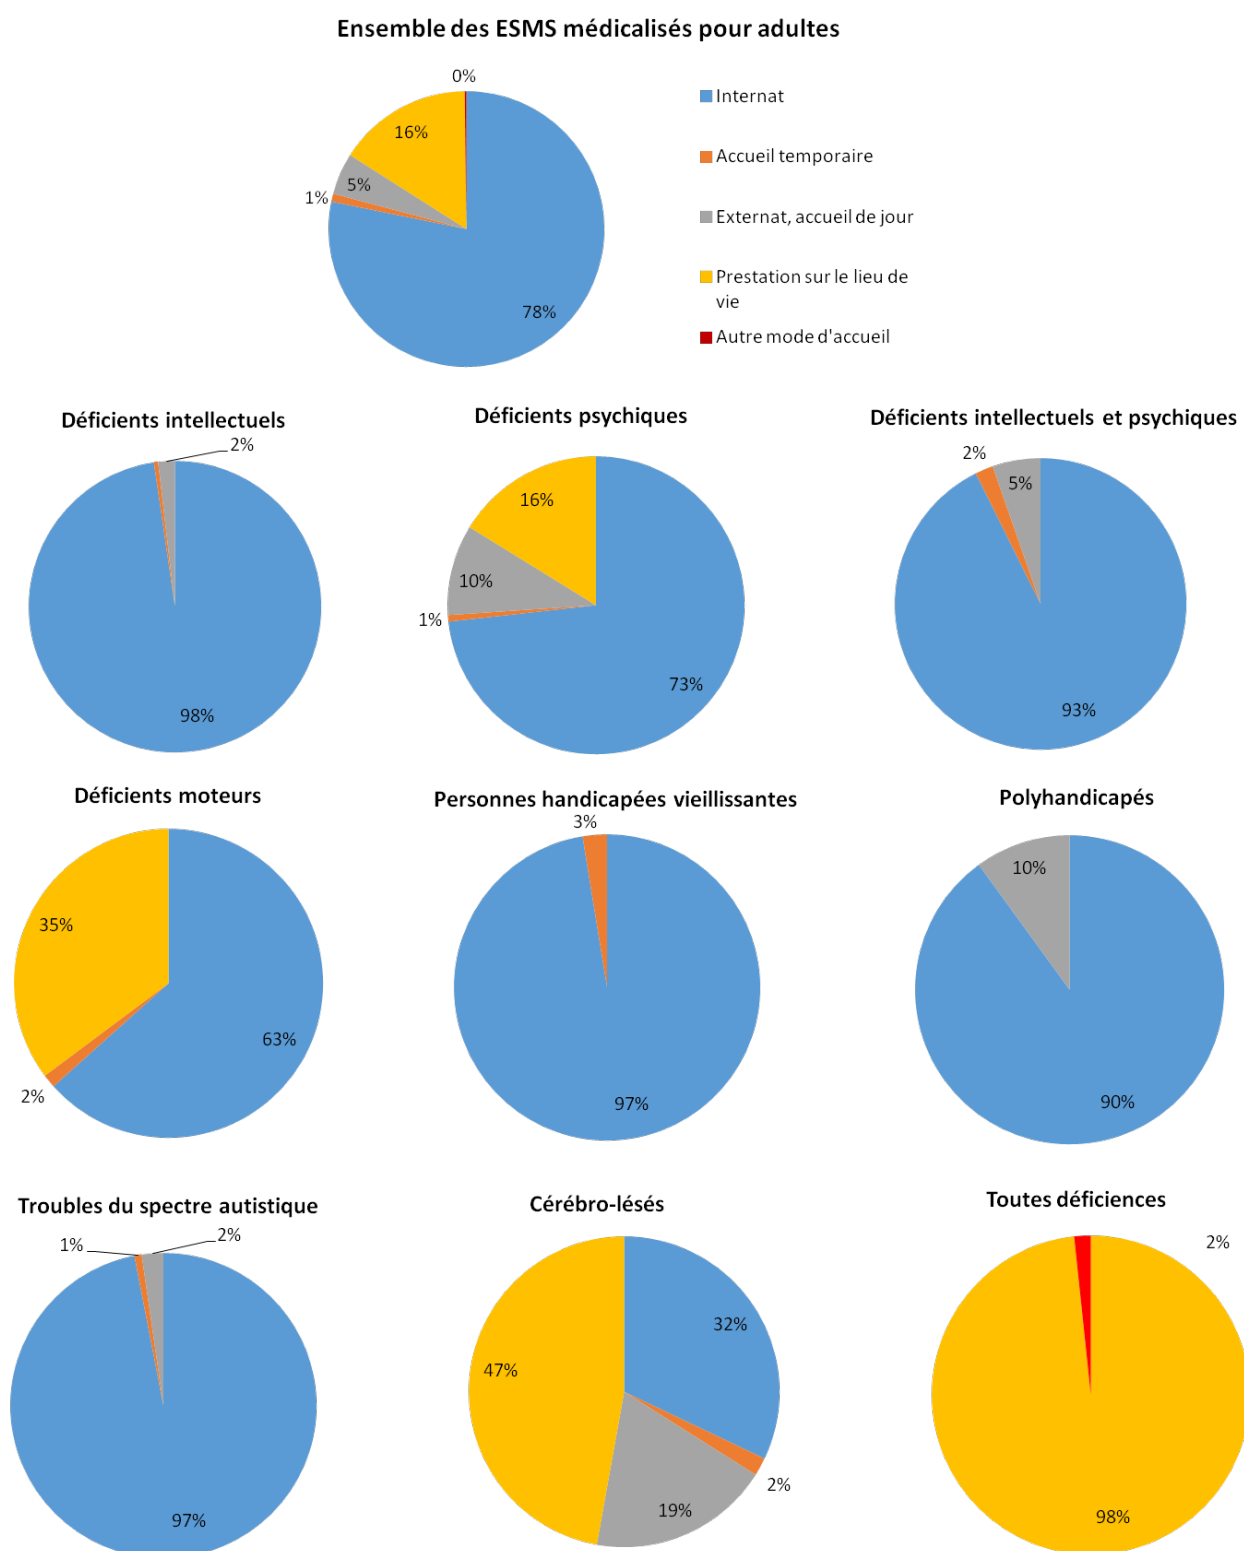 Ensemble des ESMS médicalisés pour adultes
0%
16%
5%
1%
78%
Internat
Accueil temporaire
Externat, accueil de jour
Prestation sur le lieu de
vie
Autre mode d'accueil
Déficients intellectuels
2%
98%
Déficients psychiques
16%
10%
1%
73%
Déficients intellectuels et psychiques
2%
5%
93%
Déficients moteurs
35%
63%
2%
Personnes handicapées vieillissantes
3%
97%
Polyhandicapés
10%
90%
Troubles du spectre autistique
1%
2%
97%
Cérébro-lésés
32%
47%
2%
19%
Toutes déficiences
2%
98%